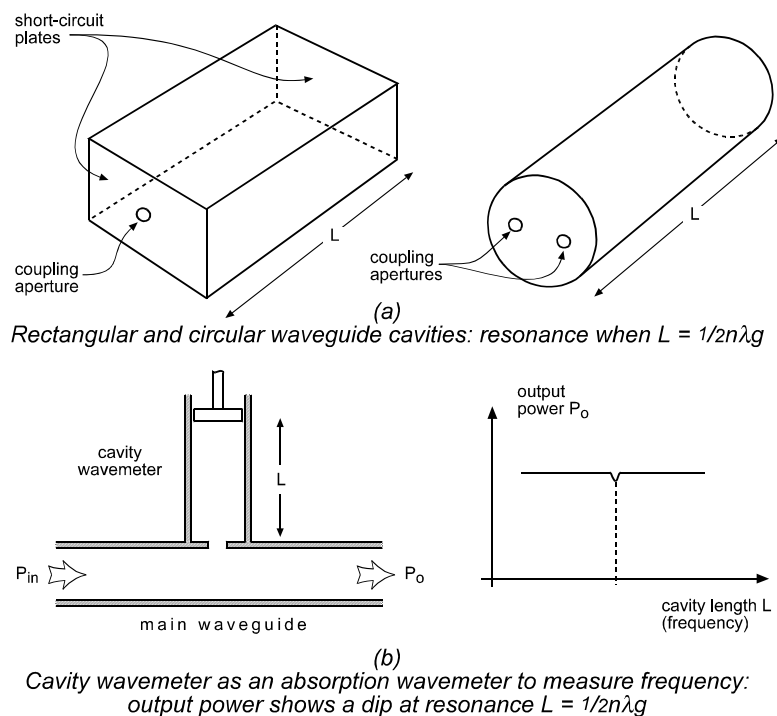 short-circuit
plates
L
L
coupling
aperture
coupling
apertures
(a)
Rectangular and circular waveguide cavities: resonance when L = 1/2nλg
cavity
wavemeter
L
Pin
Po
main waveguide
output
power Po
cavity length L
(frequency)
(b)
Cavity wavemeter as an absorption wavemeter to measure frequency:
output power shows a dip at resonance L = 1/2nλg